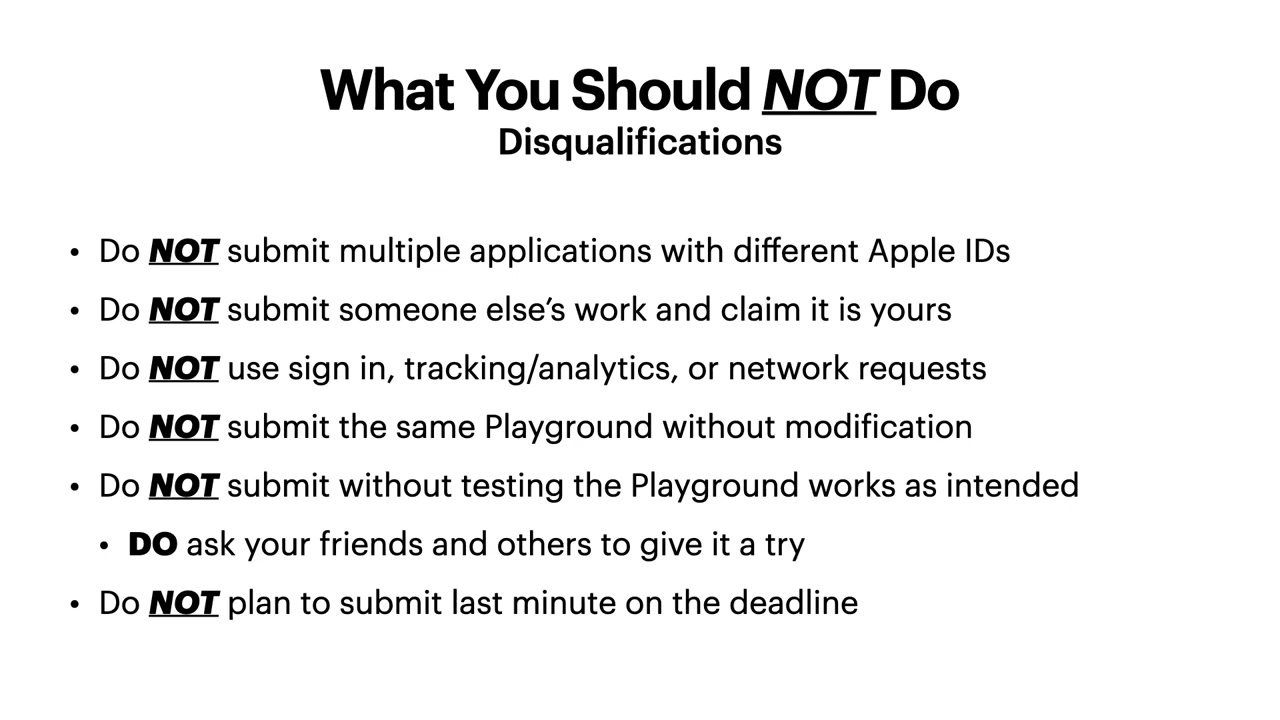 What You Should NOT Do
Disqualifications
• Do NOT submit multiple applications with different Apple IDs
• Do NOT submit someone else’s work and claim it is yours
• Do NOT use sign in, tracking/analytics, or network requests
• Do NOT submit the same Playground without modification
• Do NOT submit without testing the Playground works as intended
• DO ask your friends and others to give it a try
• Do NOT plan to submit last minute on the deadline